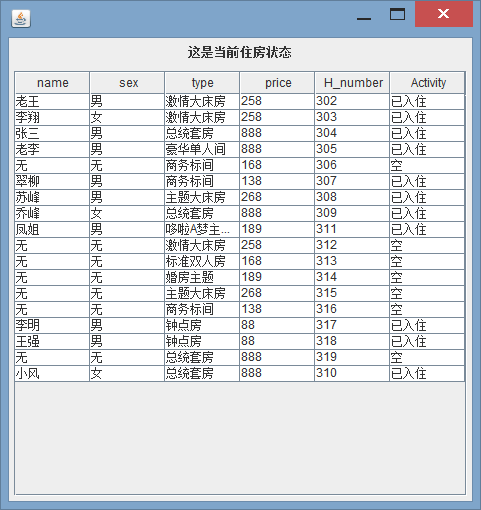 这是当前住房状态
name sex type price H_number Activity
老王 男 激情大床房 258 302 已入住
李翔 女 激情大床房 258 303 已入住
张三 男 总统套房 888 304 已入住
老李 男 豪华单人间 888 305 已入住
无 无 商务标间 168 306 空
翠柳 男 商务标间 138 307 已入住
苏峰 男 主题大床房 268 308 已入住
乔峰 女 总统套房 888 309 已入住
凤姐 男 哆啦A梦主... 189 311 已入住
无 无 激情大床房 258 312 空
无 无 标准双人房 168 313 空
无 无 婚房主题 189 314 空
无 无 主题大床房 268 315 空
无 无 商务标间 138 316 空
李明 男 钟点房 88 317 已入住
王强 男 钟点房 88 318 已入住
无 无 总统套房 888 319 空
小风 女 总统套房 888 310 已入住